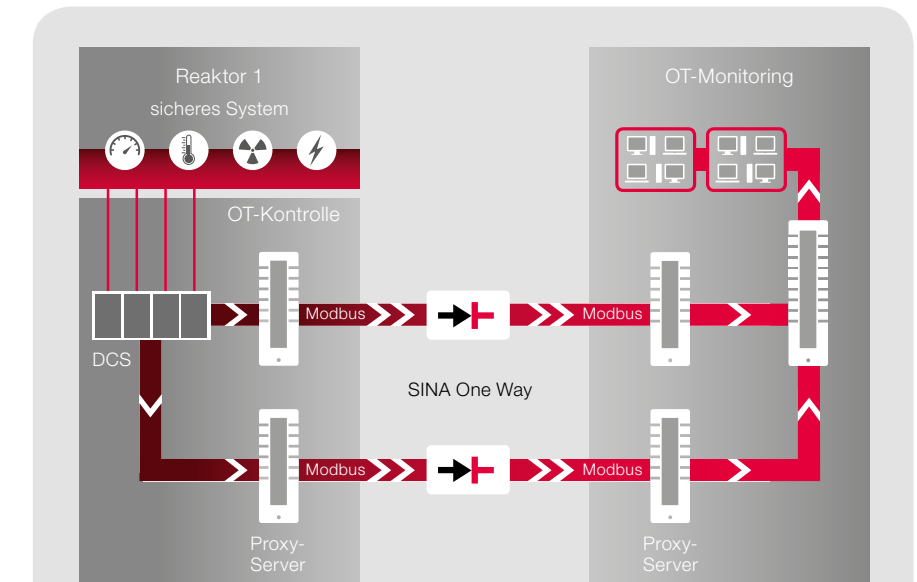 Reaktor 1
sicheres System
OT-Kontrolle
DCS
Modbus
Modbus
SINA One Way
Modbus
Modbus
Proxy-
Server
OT-Monitoring
Proxy-
Server